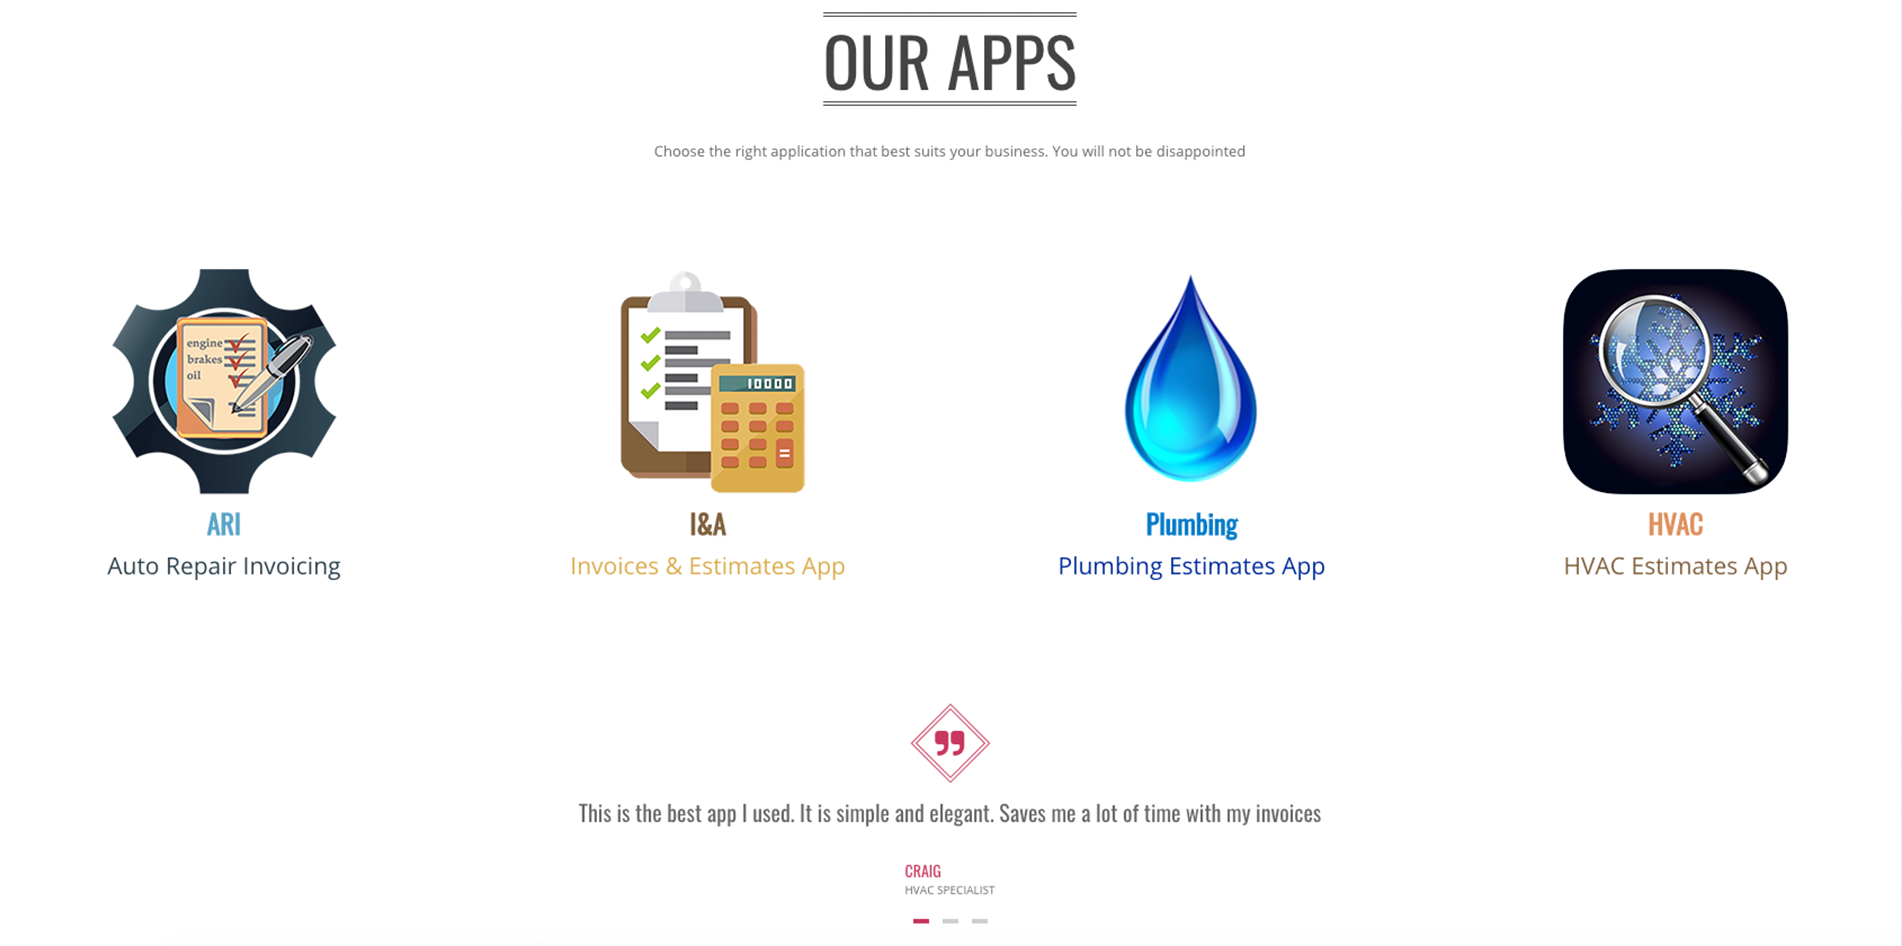 OUR APPS
Choose the right application that best suits your business. You will not be disappointed
engine
brakes
oil
10000
=
ARI
Auto Repair Invoicing
I&A
Invoices & Estimates App
Plumbing
Plumbing Estimates App
HVAC
HVAC Estimates App
"
This is the best app I used. It is simple and elegant. Saves me a lot of time with my invoices
CRAIG
HVAC SPECIALIST